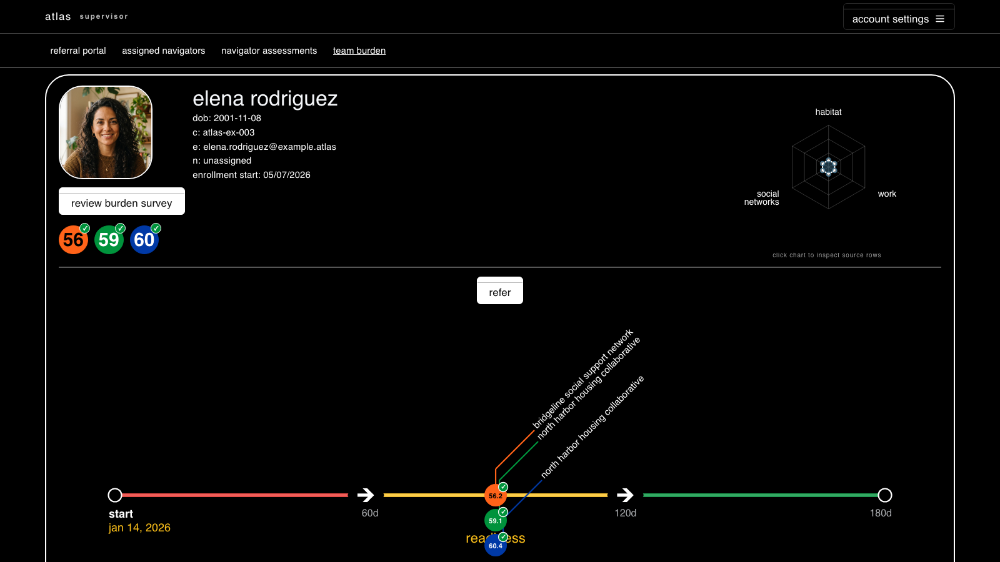 atlas supervisor
account settings
referral portal
assigned navigators
navigator assessments
team burden
elena rodriguez
dob: 2001-11-08
c: atlas-ex-003
e: elena.rodriguez@example.atlas
n: unassigned
enrollment start: 05/07/2026
review burden survey
56
59
60
habitat
work
social
networks
click chart to inspect source rows
refer
bridgeline social support network
north harbor housing collaborative
north harbor housing collaborative
56.2
59.1
60.4
start
jan 14, 2026
60d
120d
180d